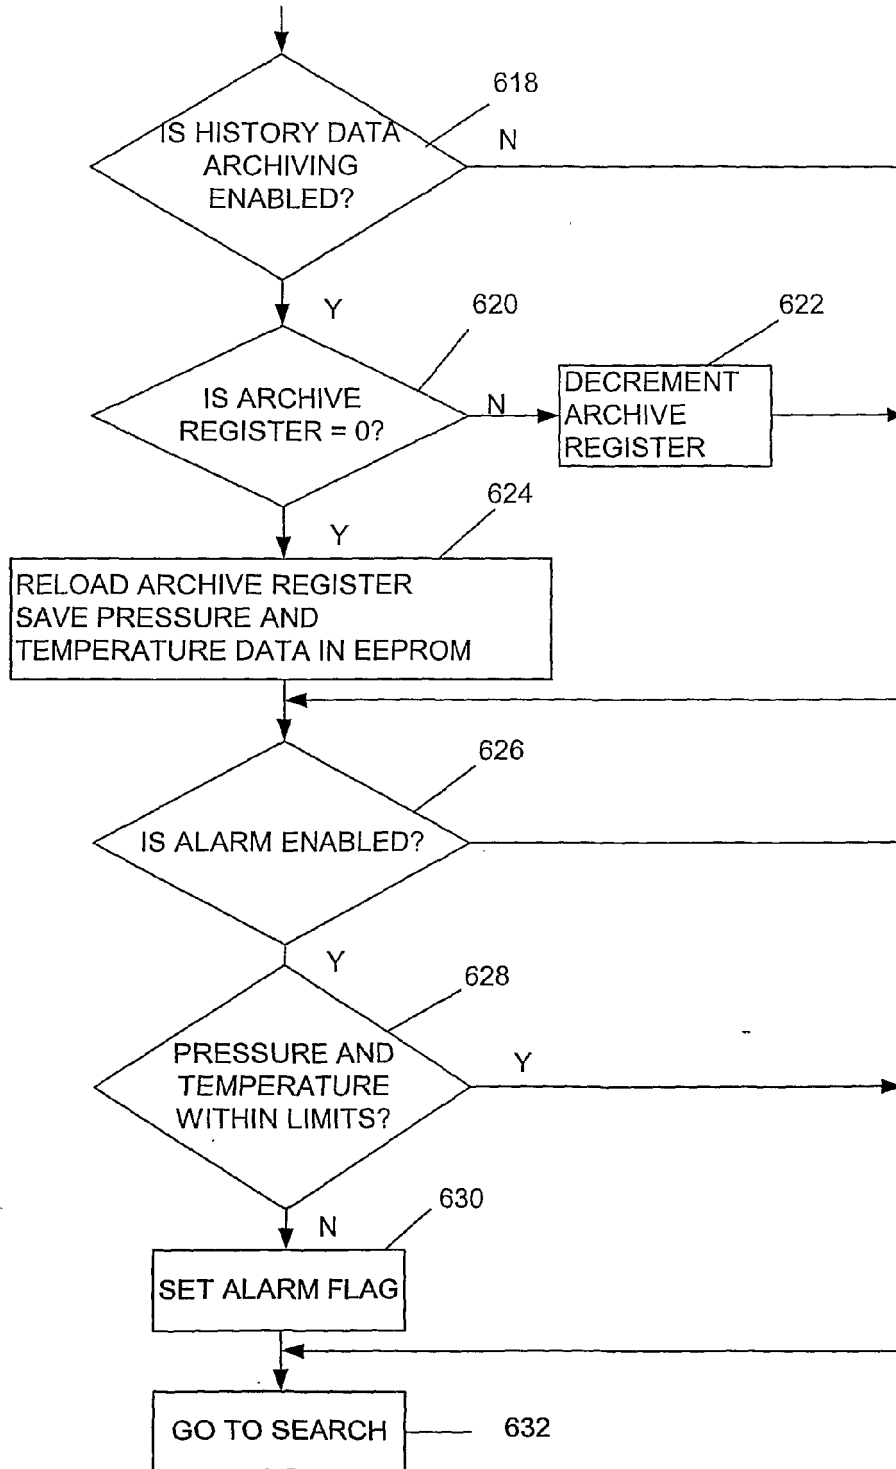 618
IS HISTORY DATA
ARCHIVING
ENABLED?
N
Y
620
622
IS ARCHIVE
REGISTER = 0?
N
DECREMENT
ARCHIVE
REGISTER
624
Y
RELOAD ARCHIVE REGISTER
SAVE PRESSURE AND
TEMPERATURE DATA IN EEPROM
626
IS ALARM ENABLED?
Y
628
PRESSURE AND
TEMPERATURE
WITHIN LIMITS?
Y
630
N
SET ALARM FLAG
GO TO SEARCH
632